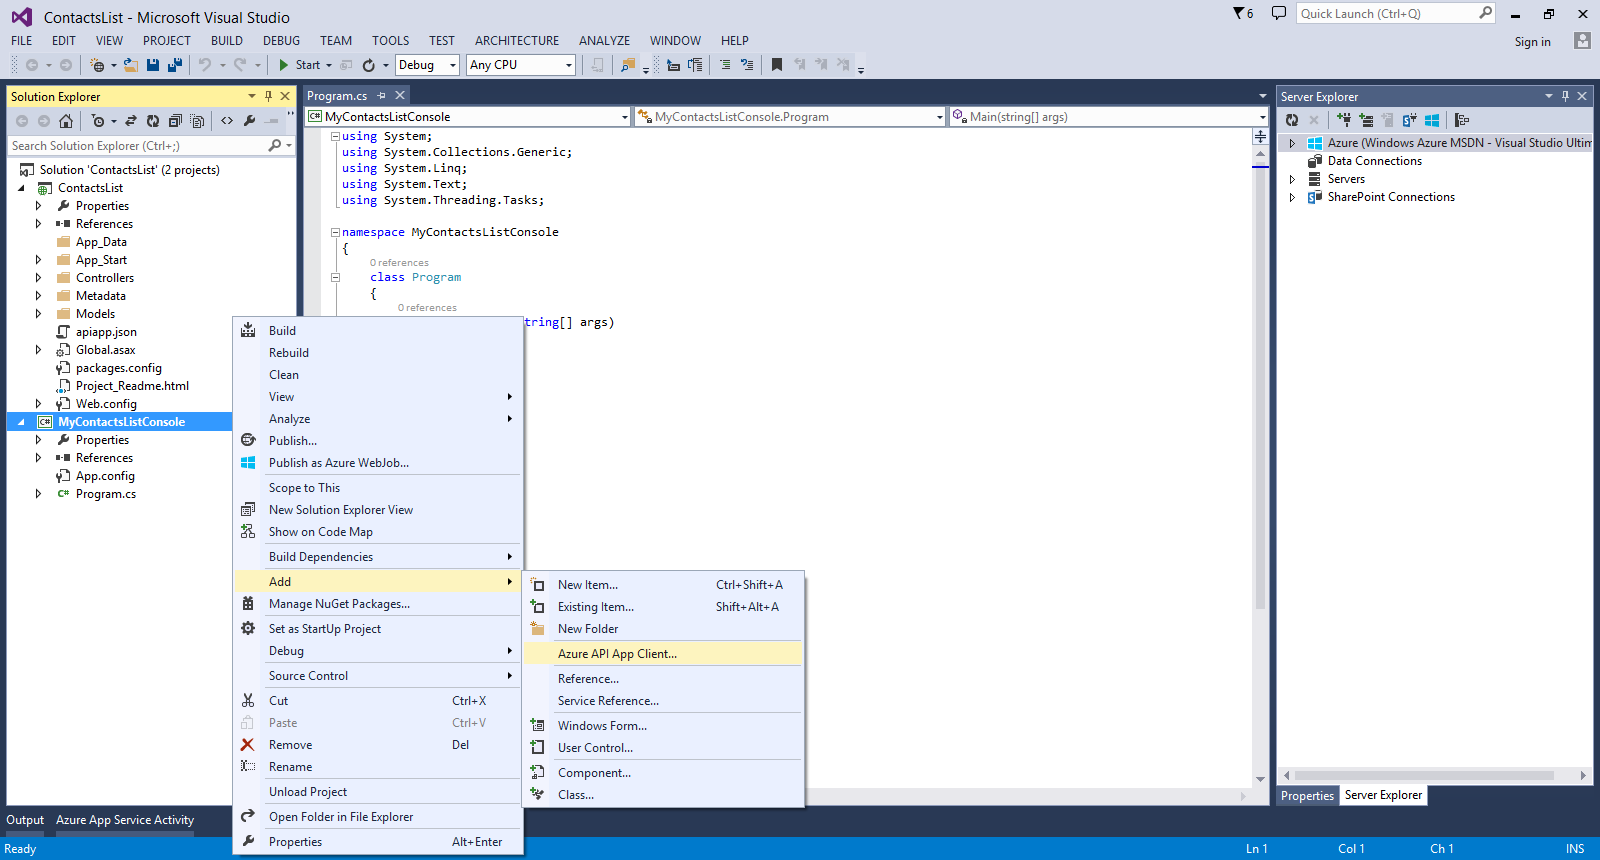 ContactsList - Microsoft Visual Studio
6
Quick Launch (Ctrl+Q)
FILE EDIT VIEW PROJECT BUILD DEBUG TEAM TOOLS TEST ARCHITECTURE ANALYZE WINDOW HELP
Sign in
Start Debug Any CPU
Solution Explorer
Search Solution Explorer (Ctrl+;)
Solution 'ContactsList' (2 projects)
ContactsList
Properties
References
App_Data
App_Start
Controllers
Metadata
Models
apiapp.json
Global.asax
packages.config
Project_Readme.html
Web.config
C# MyContactsListConsole
Properties
References
App.config
C# Program.cs
Program.cs
C# MyContactsListConsole
MyContactsListConsole.Program
Main(string[] args)
using System;
using System.Collections.Generic;
using System.Linq;
using System.Text;
using System.Threading.Tasks;
namespace MyContactsListConsole
{
0 references
class Program
{
0 references
tring[] args)
Build
Rebuild
Clean
View
Analyze
Publish...
Publish as Azure WebJob...
Scope to This
New Solution Explorer View
Show on Code Map
Build Dependencies
Add
Manage NuGet Packages...
Set as StartUp Project
Debug
Source Control
Cut Ctrl+X
Paste Ctrl+V
Remove Del
Rename
Unload Project
Open Folder in File Explorer
Properties Alt+Enter
New Item... Ctrl+Shift+A
Existing Item... Shift+Alt+A
New Folder
Azure API App Client...
Reference...
Service Reference...
Windows Form...
User Control...
Component...
Class...
Server Explorer
Azure (Windows Azure MSDN - Visual Studio Ultim
Data Connections
Servers
SharePoint Connections
Properties Server Explorer
Output Azure App Service Activity
Ready Ln 1 Col 1 Ch 1 INS